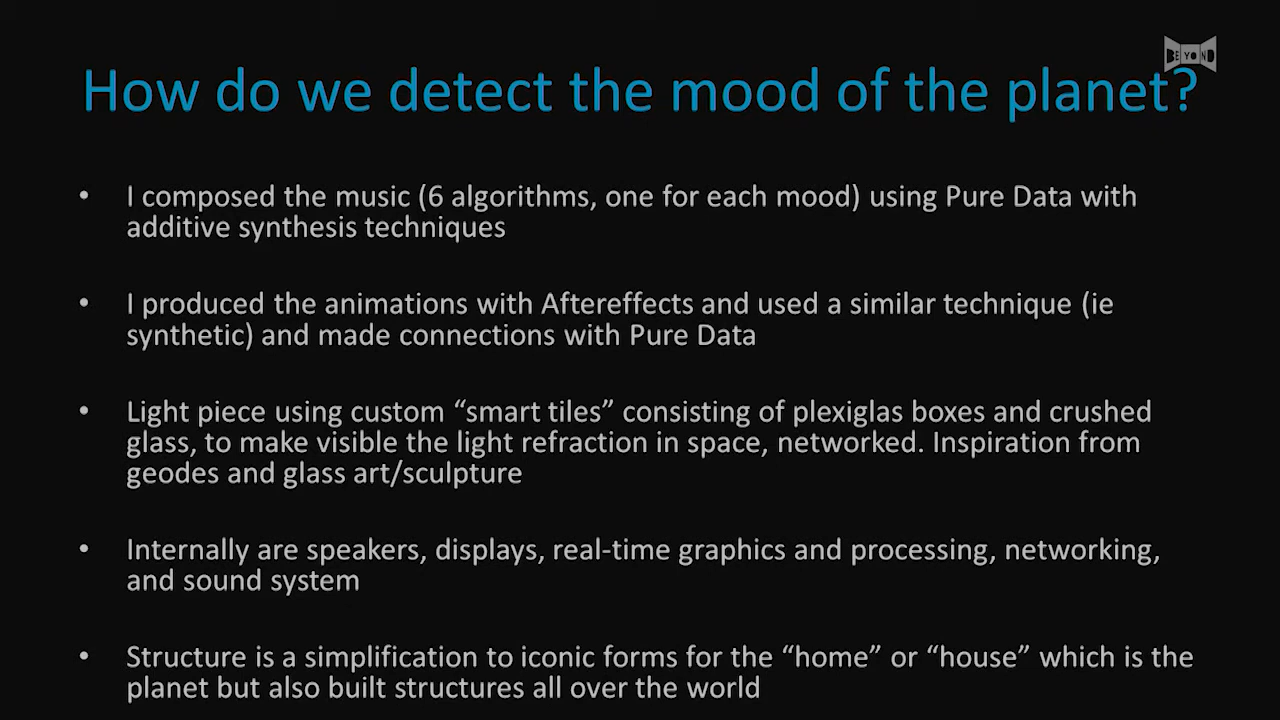 BEYOND
How do we detect the mood of the planet?
• I composed the music (6 algorithms, one for each mood) using Pure Data with
additive synthesis techniques
• I produced the animations with Aftereffects and used a similar technique (ie
synthetic) and made connections with Pure Data
• Light piece using custom “smart tiles” consisting of plexiglas boxes and crushed
glass, to make visible the light refraction in space, networked. Inspiration from
geodes and glass art/sculpture
• Internally are speakers, displays, real-time graphics and processing, networking,
and sound system
• Structure is a simplification to iconic forms for the “home” or “house” which is the
planet but also built structures all over the world